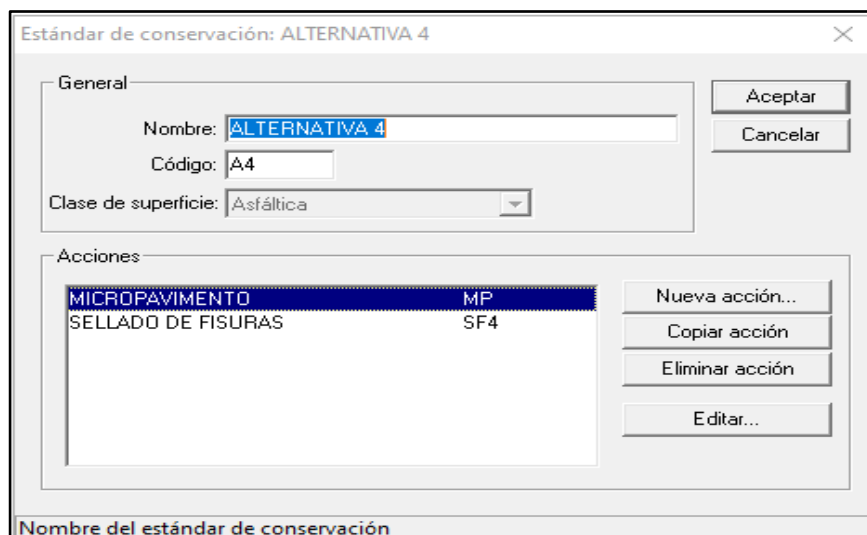 Estándar de conservación: ALTERNATIVA 4
General
Nombre: ALTERNATIVA 4
Código: A4
Clase de superficie: Asfáltica
Aceptar
Cancelar
Acciones
MICROPAVIMENTO MP
SELLADO DE FISURAS SF4
Nueva acción...
Copiar acción
Eliminar acción
Editar...
Nombre del estándar de conservación